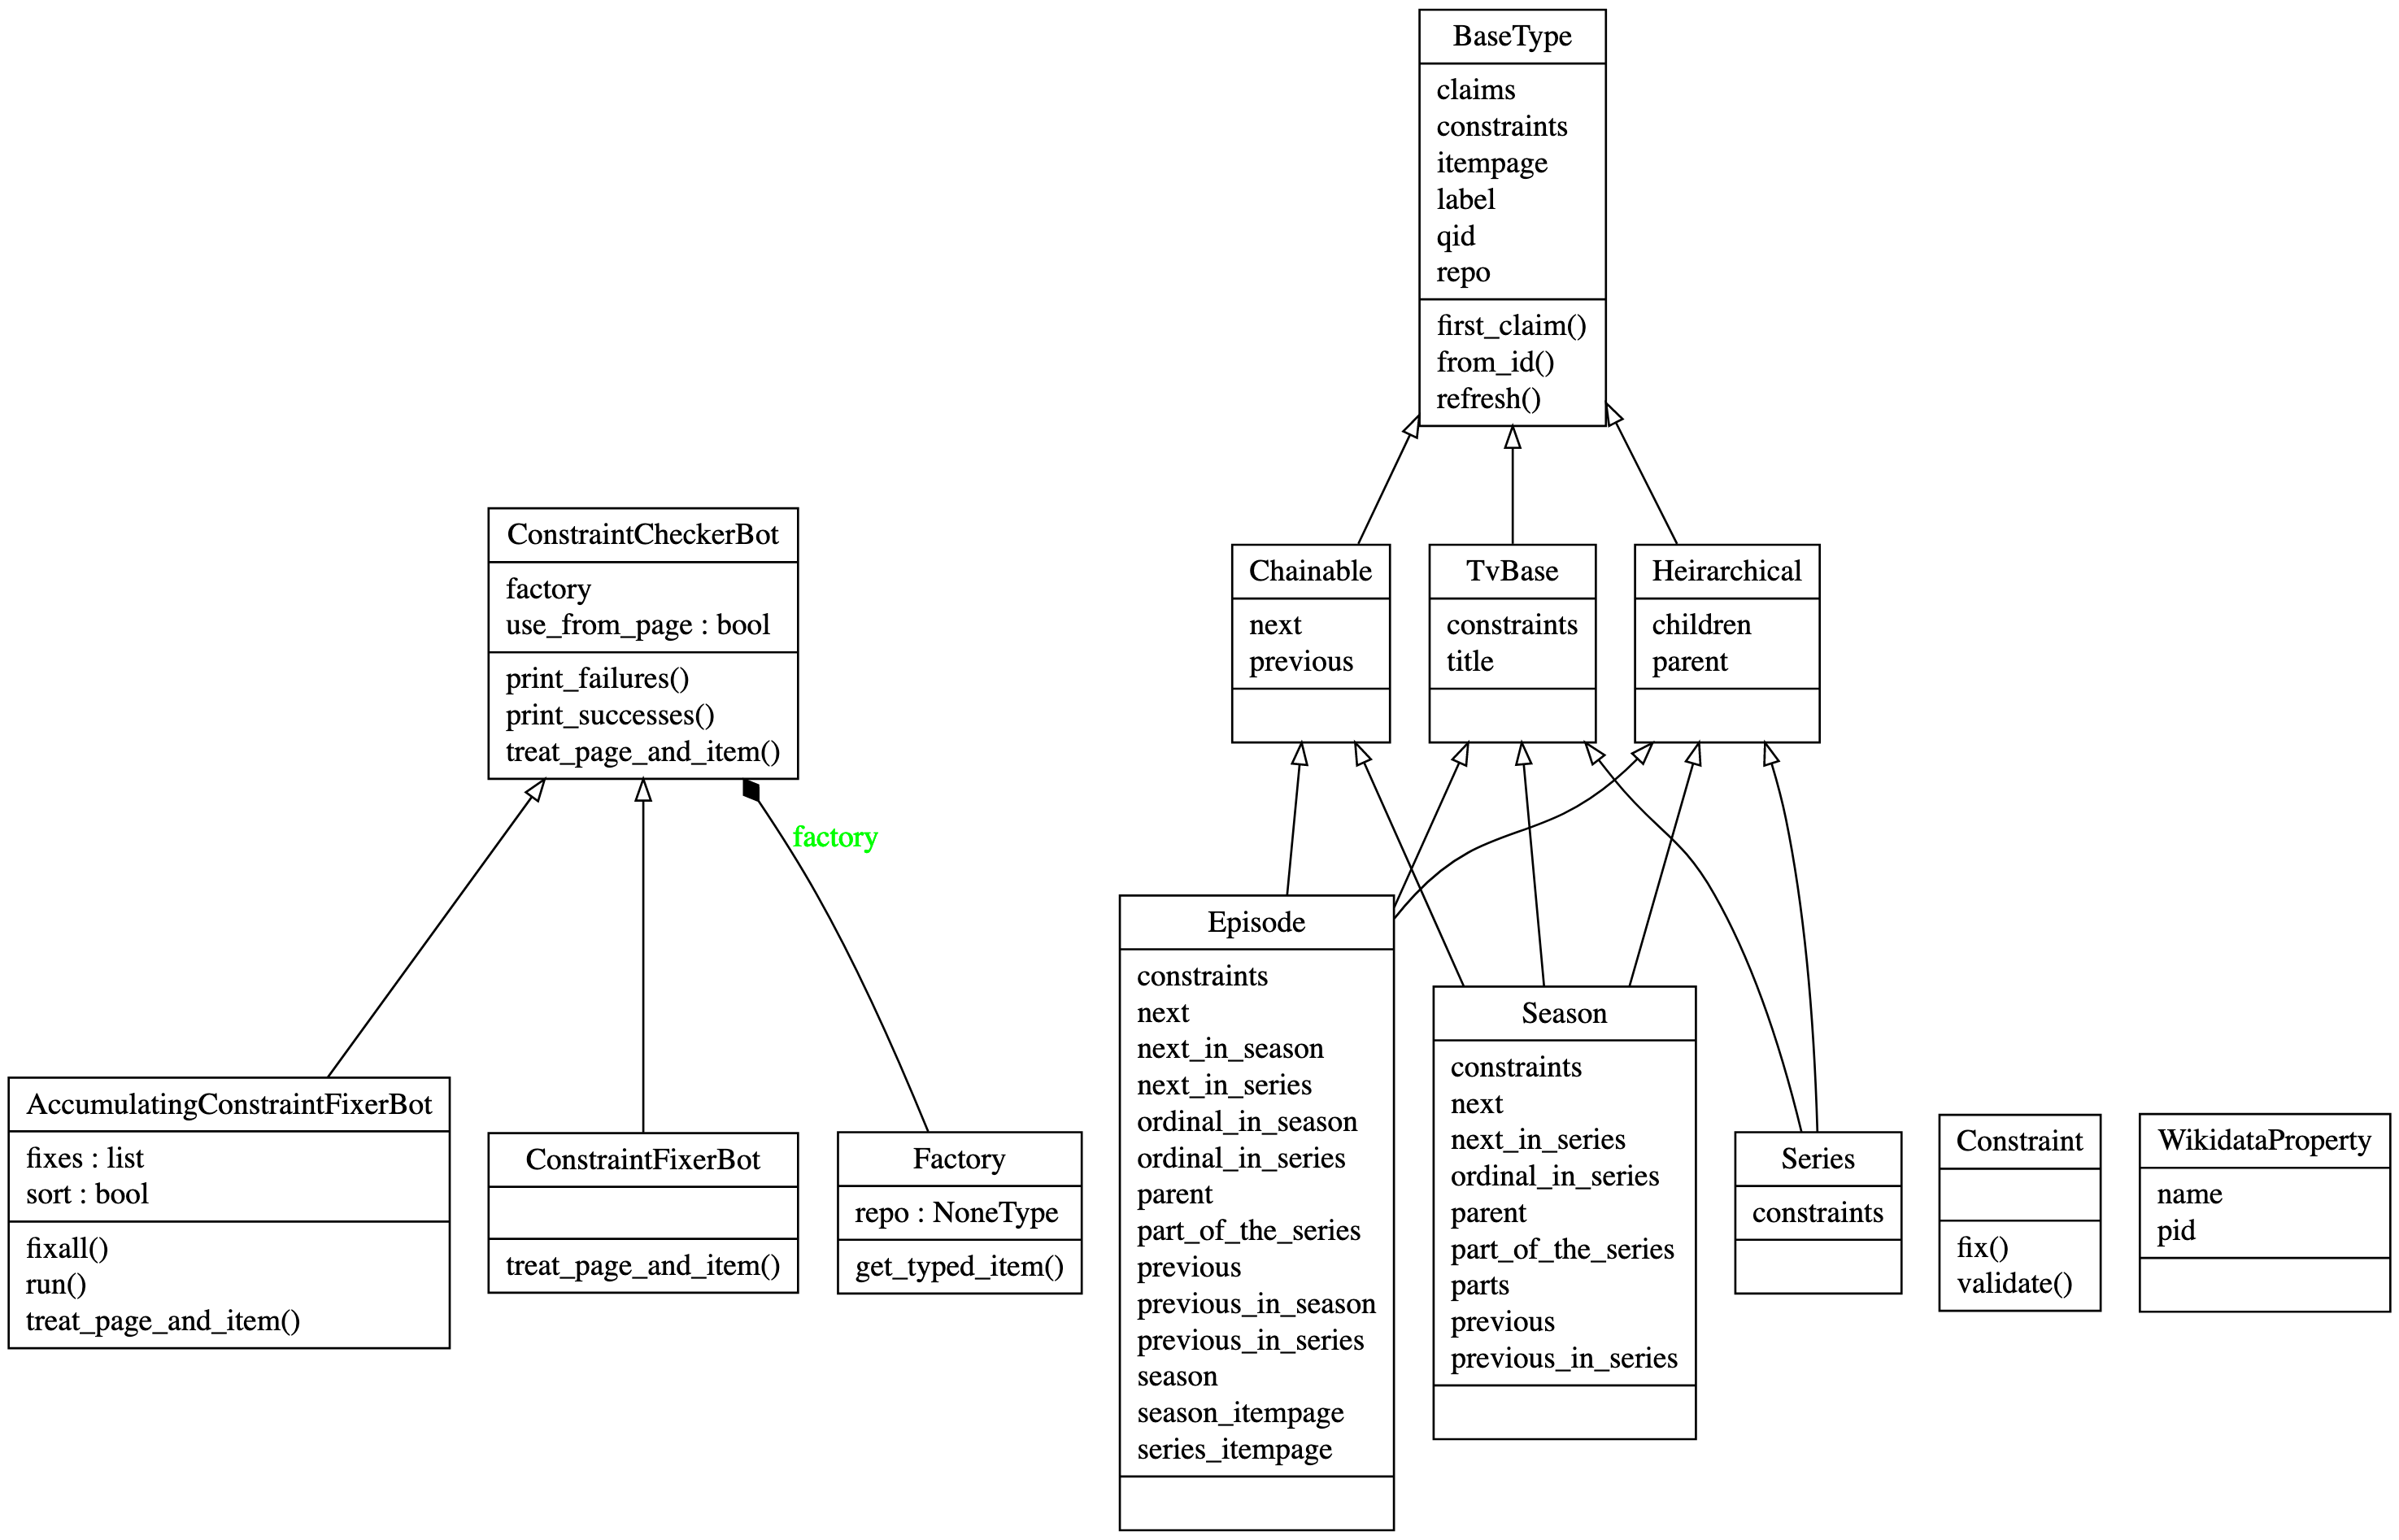 BaseType
claims
constraints
itempage
label
qid
repo
first_claim()
from_id()
refresh()
ConstraintCheckerBot
factory
use_from_page : bool
print_failures()
print_successes()
treat_page_and_item()
Chainable
next
previous
TvBase
constraints
title
Heirarchical
children
parent
factory
AccumulatingConstraintFixerBot
fixes : list
sort : bool
fixall()
run()
treat_page_and_item()
ConstraintFixerBot
treat_page_and_item()
Factory
repo : NoneType
get_typed_item()
Episode
constraints
next
next_in_season
next_in_series
ordinal_in_season
ordinal_in_series
parent
part_of_the_series
previous
previous_in_season
previous_in_series
season
season_itempage
series_itempage
Season
constraints
next
next_in_series
ordinal_in_series
parent
part_of_the_series
parts
previous
previous_in_series
Series
constraints
Constraint
fix()
validate()
WikidataProperty
name
pid